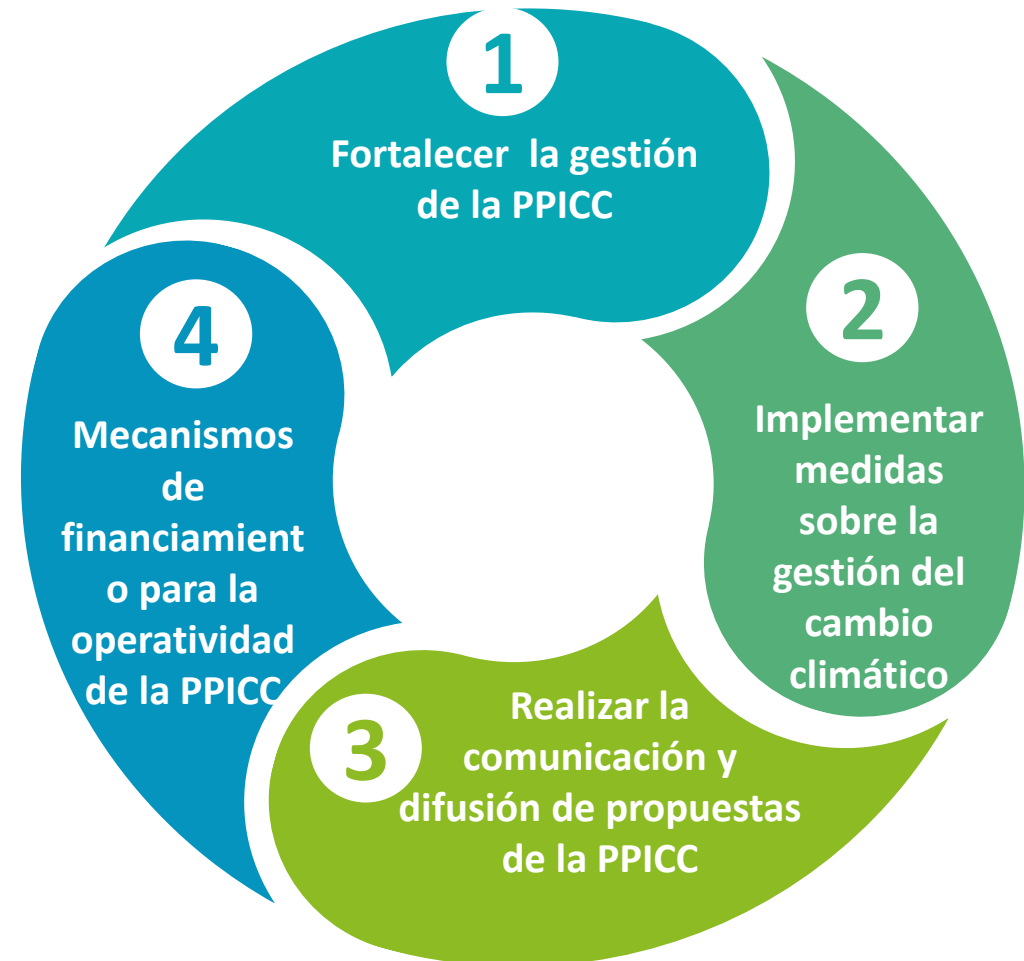 1
Fortalecer  la gestión
de la PPICC
2
Implementar
medidas
sobre la
gestión del
cambio
climático
3
Realizar la
comunicación y
difusión de propuestas
de la PPICC
4
Mecanismos
de
financiamient
o para la
operatividad
de la PPICC